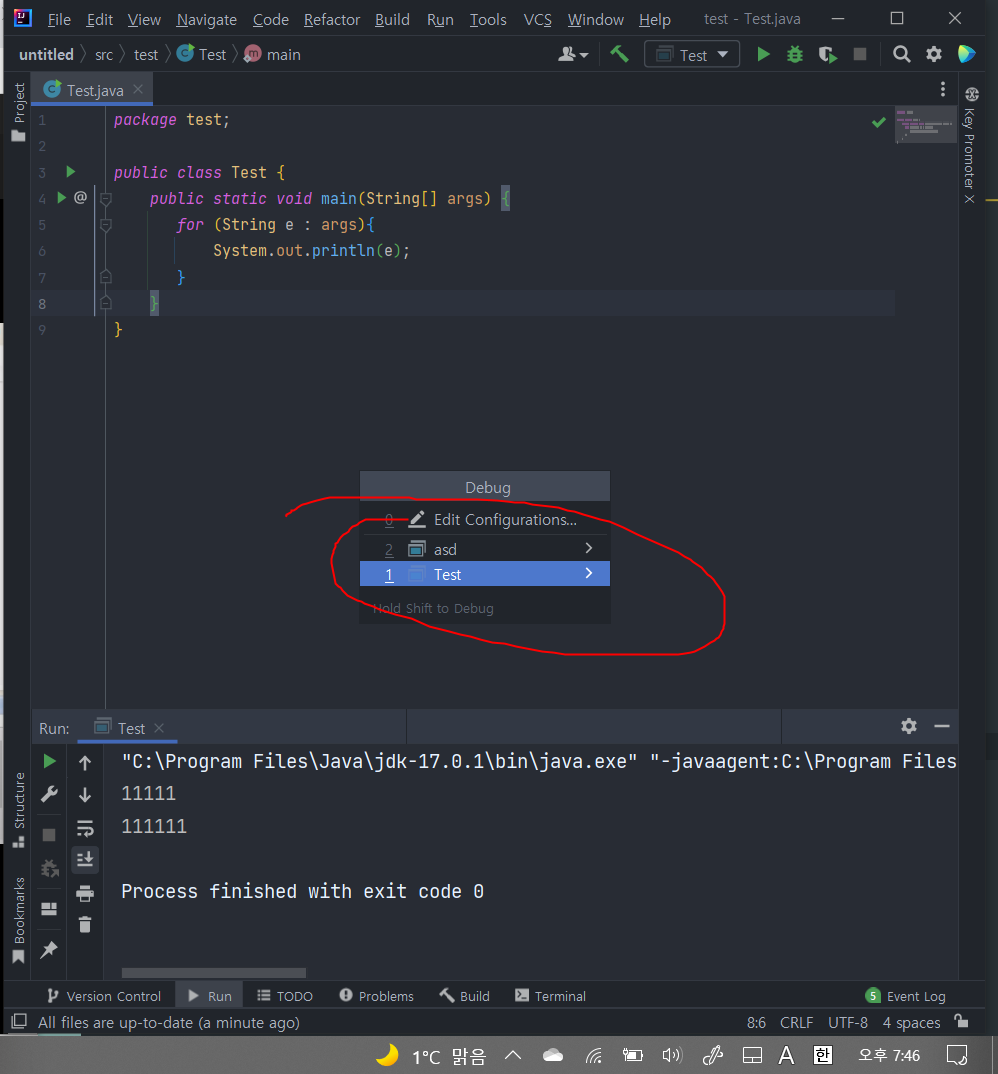 File Edit View Navigate Code Refactor Build Run Tools VCS Window Help test - Test.java
untitled src test Test main Test
Project
Test.java
1 package test;
2
3 public class Test {
4 @ public static void main(String[] args) {
5 for (String e : args){
6 System.out.println(e);
7 }
8 }
9 }
Key Promoter X
Debug
0 Edit Configurations...
2 asd
1 Test
Hold Shift to Debug
Run: Test
"C:\Program Files\Java\jdk-17.0.1\bin\java.exe" "-javaagent:C:\Program Files
11111
111111
Process finished with exit code 0
Structure
Bookmarks
Version Control Run TODO Problems Build Terminal 5 Event Log
All files are up-to-date (a minute ago) 8:6 CRLF UTF-8 4 spaces
1°C 맑음 A 한 오후 7:46